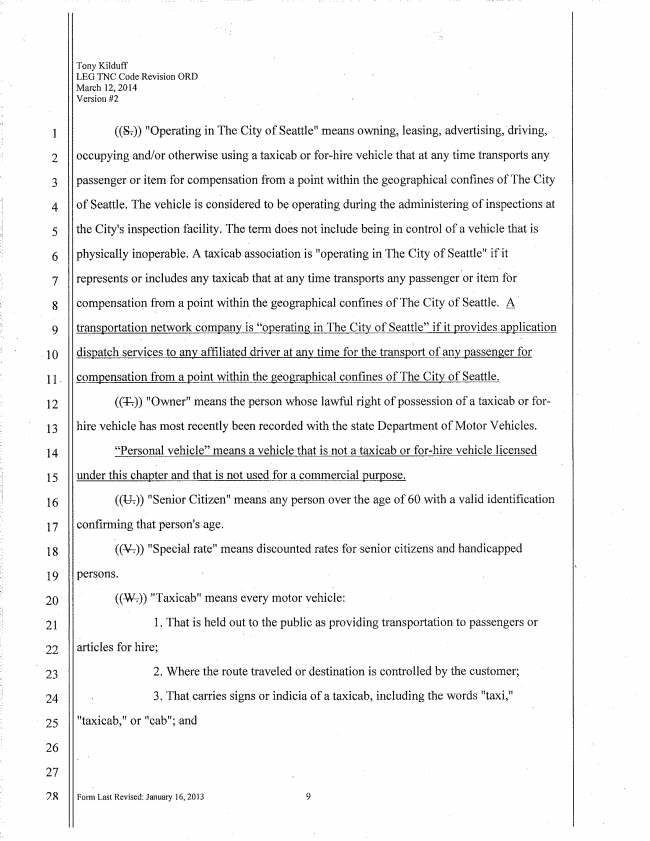 Tony Kilduff
LEG TNC Code Revision ORD
March 12, 2014
Version #2
1 ((S.)) "Operating in The City of Seattle" means owning, leasing, advertising, driving,
2 occupying and/or otherwise using a taxicab or for-hire vehicle that at any time transports any
3 passenger or item for compensation from a point within the geographical confines of The City
4 of Seattle. The vehicle is considered to be operating during the administering of inspections at
5 the City's inspection facility. The term does not include being in control of a vehicle that is
6 physically inoperable. A taxicab association is "operating in The City of Seattle" if it
7 represents or includes any taxicab that at any time transports any passenger or item for
8 compensation from a point within the geographical confines of The City of Seattle. A
9 transportation network company is “operating in The City of Seattle” if it provides application
10 dispatch services to any affiliated driver at any time for the transport of any passenger for
11 compensation from a point within the geographical confines of The City of Seattle.
12 ((T.)) "Owner" means the person whose lawful right of possession of a taxicab or for-
13 hire vehicle has most recently been recorded with the state Department of Motor Vehicles.
14 “Personal vehicle” means a vehicle that is not a taxicab or for-hire vehicle licensed
15 under this chapter and that is not used for a commercial purpose.
16 ((U.)) "Senior Citizen" means any person over the age of 60 with a valid identification
17 confirming that person's age.
18 ((V.)) "Special rate" means discounted rates for senior citizens and handicapped
19 persons.
20 ((W.)) "Taxicab" means every motor vehicle:
21 1. That is held out to the public as providing transportation to passengers or
22 articles for hire;
23 2. Where the route traveled or destination is controlled by the customer;
24 3. That carries signs or indicia of a taxicab, including the words "taxi,"
25 "taxicab," or "cab"; and
26
27
28 Form Last Revised: January 16, 2013 9